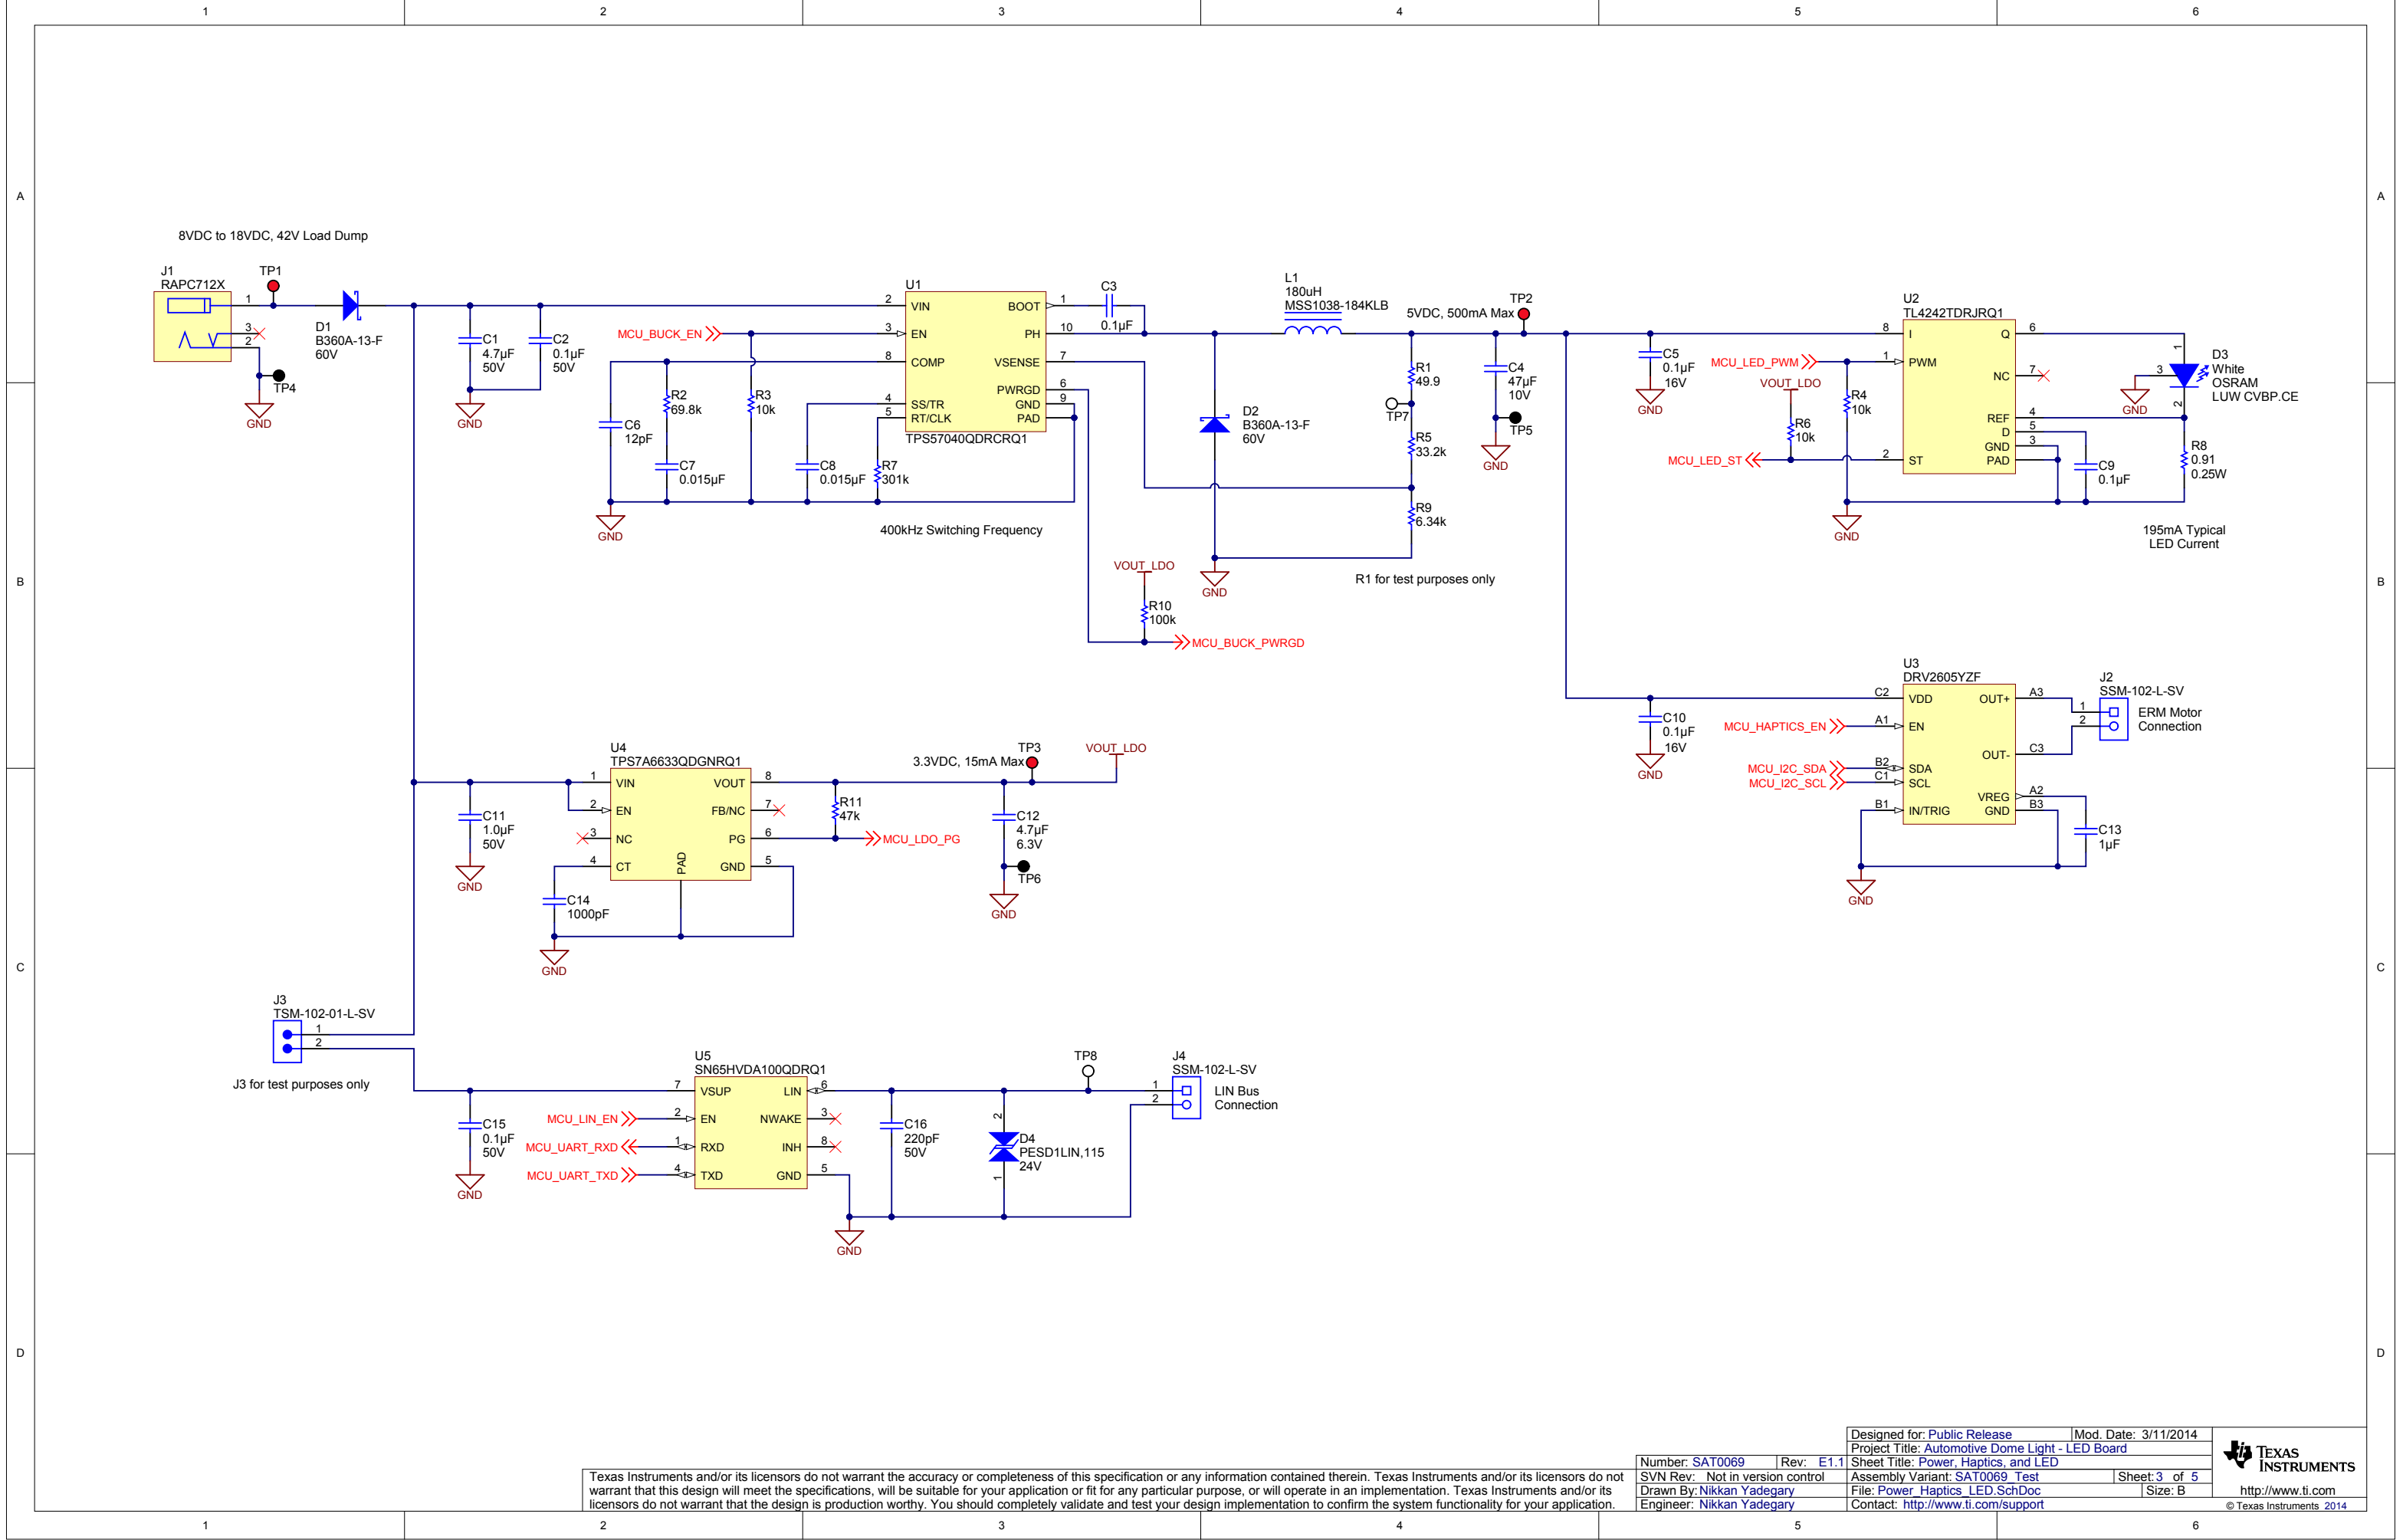 1 2 3 4 5 6
A A
8VDC to 18VDC, 42V Load Dump
J1
RAPC712X
1
3
2
TP1
TP4
GND
D1
B360A-13-F
60V
C1
4.7µF
50V
GND
C2
0.1µF
50V
MCU_BUCK_EN
U1
2 VIN
3 EN
8 COMP
4 SS/TR
5 RT/CLK
BOOT 1
PH 10
VSENSE 7
PWRGD 6
GND 9
PAD
TPS57040QDRCRQ1
R2
69.8k
R3
10k
C6
12pF
C7
0.015µF
C8
0.015µF
R7
301k
GND
400kHz Switching Frequency
C3
0.1µF
D2
B360A-13-F
60V
GND
L1
180uH
MSS1038-184KLB
5VDC, 500mA Max
TP2
R1
49.9
TP7
R5
33.2k
R9
6.34k
C4
47µF
10V
TP5
GND
R1 for test purposes only
VOUT_LDO
R10
100k
MCU_BUCK_PWRGD
C5
0.1µF
16V
GND
MCU_LED_PWM
VOUT_LDO
R4
10k
R6
10k
MCU_LED_ST
U2
TL4242TDRJRQ1
8 I
1 PWM
2 ST
Q 6
NC 7
REF 4
D 5
GND 3
PAD
GND
1
3
2
GND
D3
White
OSRAM
LUW CVBP.CE
R8
0.91
0.25W
C9
0.1µF
195mA Typical
LED Current
B B
C10
0.1µF
16V
GND
MCU_HAPTICS_EN
MCU_I2C_SDA
MCU_I2C_SCL
U3
DRV2605YZF
C2 VDD
A1 EN
B2 SDA
C1 SCL
B1 IN/TRIG
OUT+ A3
OUT- C3
VREG A2
GND B3
C13
1µF
GND
J2
SSM-102-L-SV
1
2
ERM Motor
Connection
U4
TPS7A6633QDGNRQ1
1 VIN
2 EN
3 NC
4 CT
PAD
VOUT 8
FB/NC 7
PG 6
GND 5
C11
1.0µF
50V
GND
C14
1000pF
GND
R11
47k
MCU_LDO_PG
3.3VDC, 15mA Max
TP3
VOUT_LDO
C12
4.7µF
6.3V
TP6
GND
C C
J3
TSM-102-01-L-SV
1
2
J3 for test purposes only
C15
0.1µF
50V
GND
MCU_LIN_EN
MCU_UART_RXD
MCU_UART_TXD
U5
SN65HVDA100QDRQ1
7 VSUP
2 EN
1 RXD
4 TXD
LIN 6
NWAKE 3
INH 8
GND 5
GND
C16
220pF
50V
2
1
D4
PESD1LIN,115
24V
TP8
J4
SSM-102-L-SV
1
2
LIN Bus
Connection
D D
Texas Instruments and/or its licensors do not warrant the accuracy or completeness of this specification or any information contained therein. Texas Instruments and/or its licensors do not
warrant that this design will meet the specifications, will be suitable for your application or fit for any particular purpose, or will operate in an implementation. Texas Instruments and/or its
licensors do not warrant that the design is production worthy. You should completely validate and test your design implementation to confirm the system functionality for your application.
Number: SAT0069 Rev: E1.1
SVN Rev: Not in version control
Drawn By: Nikkan Yadegary
Engineer: Nikkan Yadegary
Designed for: Public Release Mod. Date: 3/11/2014
Project Title: Automotive Dome Light - LED Board
Sheet Title: Power, Haptics, and LED
Assembly Variant: SAT0069_Test Sheet: 3 of 5
File: Power_Haptics_LED.SchDoc Size: B
Contact: http://www.ti.com/support
TEXAS
INSTRUMENTS
http://www.ti.com
© Texas Instruments 2014
1 2 3 4 5 6